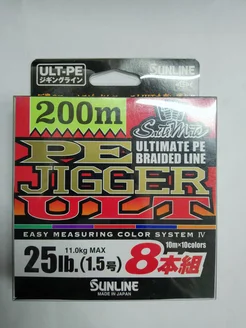 ULT-PE
ジギングライン
SUNLINE
200m
SaltiMate
ULTIMATE PE
BRAIDED LINE
PE
JIGGER
ULT
EASY MEASURING COLOR SYSTEM IV
10m×10colors
11.0kg MAX
25lb.(1.5号)
8本組
SUNLINE
MADE IN JAPAN